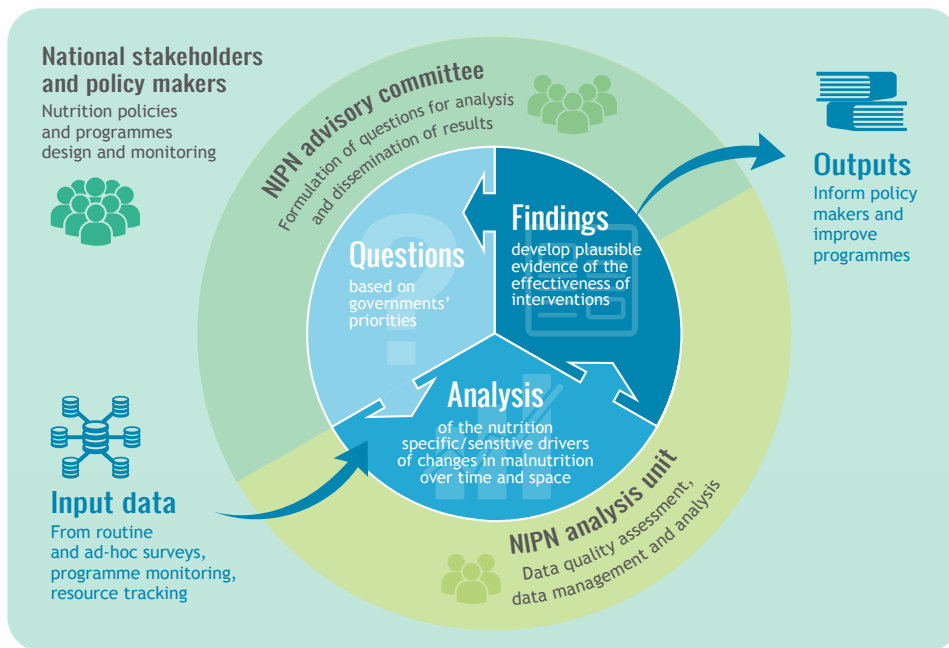 National stakeholders
and policy makers
Nutrition policies
and programmes
design and monitoring
NIPN advisory committee
Formulation of questions for analysis
and dissemination of results
Outputs
Inform policy
makers and
improve
programmes
Questions
based on
governments’
priorities
Findings
develop plausible
evidence of the
effectiveness of
interventions
Analysis
of the nutrition
specific/sensitive drivers
of changes in malnutrition
over time and space
Input data
From routine
and ad-hoc surveys,
programme monitoring,
resource tracking
NIPN analysis unit
Data quality assessment,
data management and analysis